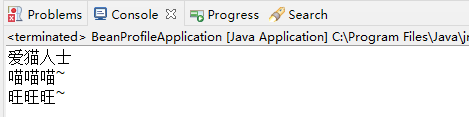 Problems Console Progress Search
<terminated> BeanProfileApplication [Java Application] C:\Program Files\Java\jr
爱猫人士
喵喵喵~
旺旺旺~